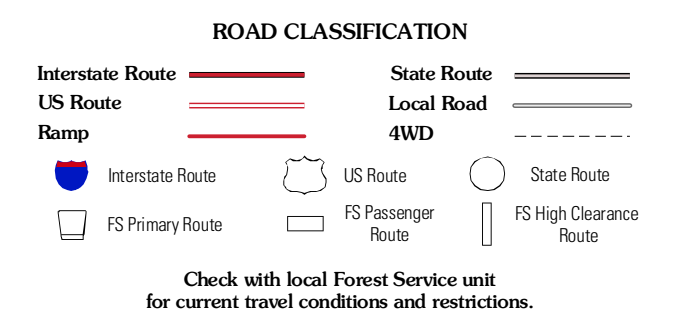 ROAD CLASSIFICATION
Interstate Route
State Route
US Route
Local Road
Ramp
4WD
Interstate Route
US Route
State Route
FS Primary Route
FS Passenger
Route
FS High Clearance
Route
Check with local Forest Service unit
for current travel conditions and restrictions.